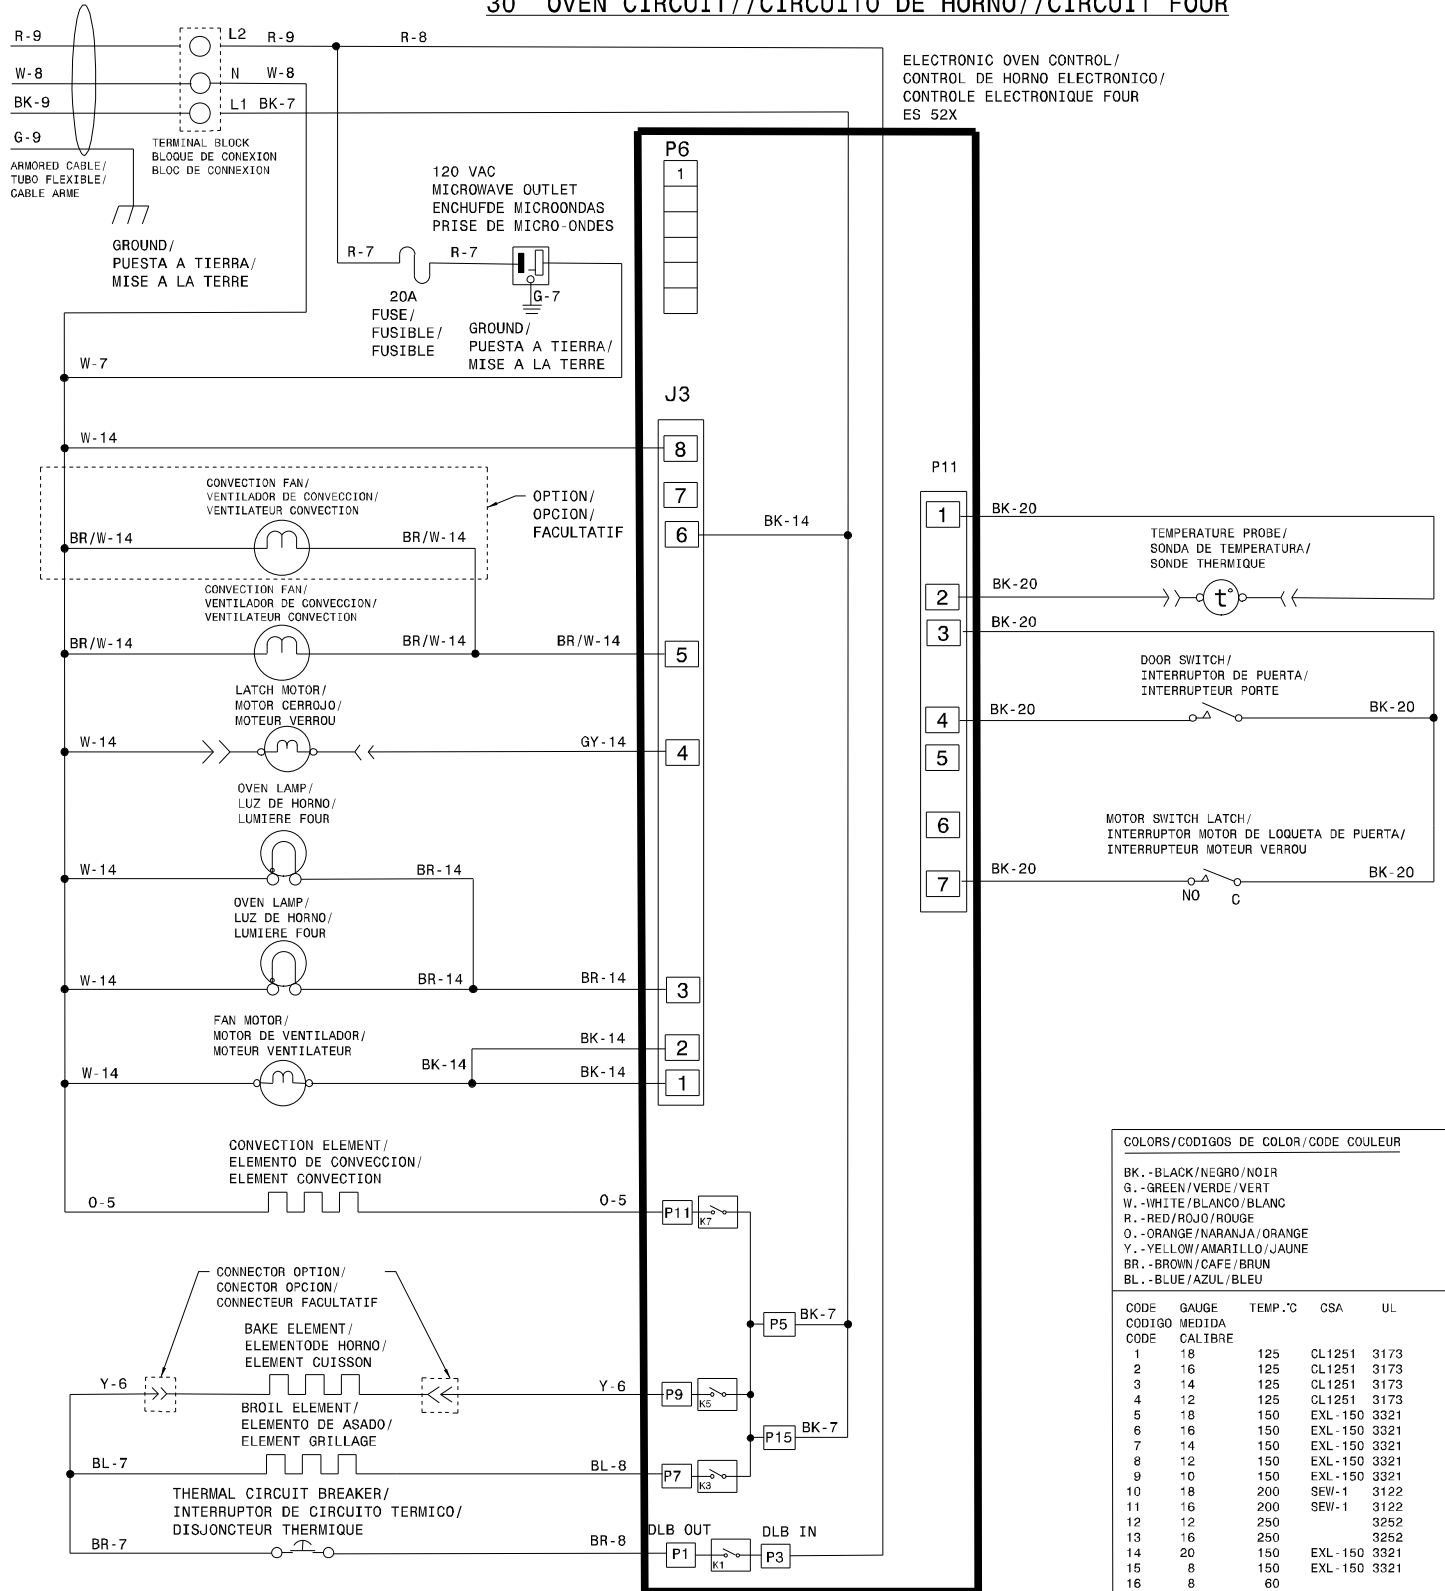 30" OVEN CIRCUIT//CIRCUITO DE HORNO//CIRCUIT FOUR
R-9
L2 R-9
R-8
W-8
N W-8
BK-9
L1 BK-7
G-9
ARMORED CABLE/
TUBO FLEXIBLE/
CABLE ARME
TERMINAL BLOCK
BLOQUE DE CONEXION
BLOC DE CONNEXION
GROUND/
PUESTA A TIERRA/
MISE A LA TERRE
ELECTRONIC OVEN CONTROL/
CONTROL DE HORNO ELECTRONICO/
CONTROLE ELECTRONIQUE FOUR
ES 52X
120 VAC
MICROWAVE OUTLET
ENCHUFDE MICROONDAS
PRISE DE MICRO-ONDES
R-7
R-7
G-7
20A
FUSE/
FUSIBLE/
FUSIBLE
GROUND/
PUESTA A TIERRA/
MISE A LA TERRE
P6
1
W-7
J3
W-14
8
CONVECTION FAN/
VENTILADOR DE CONVECCION/
VENTILATEUR CONVECTION
OPTION/
OPCION/
FACULTATIF
7
6
BK-14
BR/W-14
BR/W-14
CONVECTION FAN/
VENTILADOR DE CONVECCION/
VENTILATEUR CONVECTION
BR/W-14
BR/W-14
BR/W-14
5
LATCH MOTOR/
MOTOR CERROJO/
MOTEUR VERROU
W-14
GY-14
4
OVEN LAMP/
LUZ DE HORNO/
LUMIERE FOUR
W-14
BR-14
OVEN LAMP/
LUZ DE HORNO/
LUMIERE FOUR
W-14
BR-14
BR-14
3
FAN MOTOR/
MOTOR DE VENTILADOR/
MOTEUR VENTILATEUR
BK-14
2
W-14
BK-14
BK-14
1
P11
1
BK-20
TEMPERATURE PROBE/
SONDA DE TEMPERATURA/
SONDE THERMIQUE
2
BK-20
t°
3
BK-20
DOOR SWITCH/
INTERRUPTOR DE PUERTA/
INTERRUPTEUR PORTE
4
BK-20
BK-20
5
6
MOTOR SWITCH LATCH/
INTERRUPTOR MOTOR DE LOQUETA DE PUERTA/
INTERRUPTEUR MOTEUR VERROU
7
BK-20
BK-20
NO
C
CONVECTION ELEMENT/
ELEMENTO DE CONVECCION/
ELEMENT CONVECTION
O-5
O-5
P11
K7
CONNECTOR OPTION/
CONECTOR OPCION/
CONNECTEUR FACULTATIF
P5
BK-7
BAKE ELEMENT/
ELEMENTODE HORNO/
ELEMENT CUISSON
Y-6
Y-6
P9
K5
BROIL ELEMENT/
ELEMENTO DE ASADO/
ELEMENT GRILLAGE
P15
BK-7
BL-7
BL-8
P7
K3
THERMAL CIRCUIT BREAKER/
INTERRUPTOR DE CIRCUITO TERMICO/
DISJONCTEUR THERMIQUE
DLB OUT
DLB IN
BR-7
BR-8
P1
K1
P3
COLORS/CODIGOS DE COLOR/CODE COULEUR
BK.-BLACK/NEGRO/NOIR
G.-GREEN/VERDE/VERT
W.-WHITE/BLANCO/BLANC
R.-RED/ROJO/ROUGE
O.-ORANGE/NARANJA/ORANGE
Y.-YELLOW/AMARILLO/JAUNE
BR.-BROWN/CAFE/BRUN
BL.-BLUE/AZUL/BLEU
CODE GAUGE TEMP.°C CSA UL
CODIGO MEDIDA
CODE CALIBRE
1 18 125 CL1251 3173
2 16 125 CL1251 3173
3 14 125 CL1251 3173
4 12 125 CL1251 3173
5 18 150 EXL-150 3321
6 16 150 EXL-150 3321
7 14 150 EXL-150 3321
8 12 150 EXL-150 3321
9 10 150 EXL-150 3321
10 18 200 SEW-1 3122
11 16 200 SEW-1 3122
12 12 250 3252
13 16 250 3252
14 20 150 EXL-150 3321
15 8 150 EXL-150 3321
16 8 60